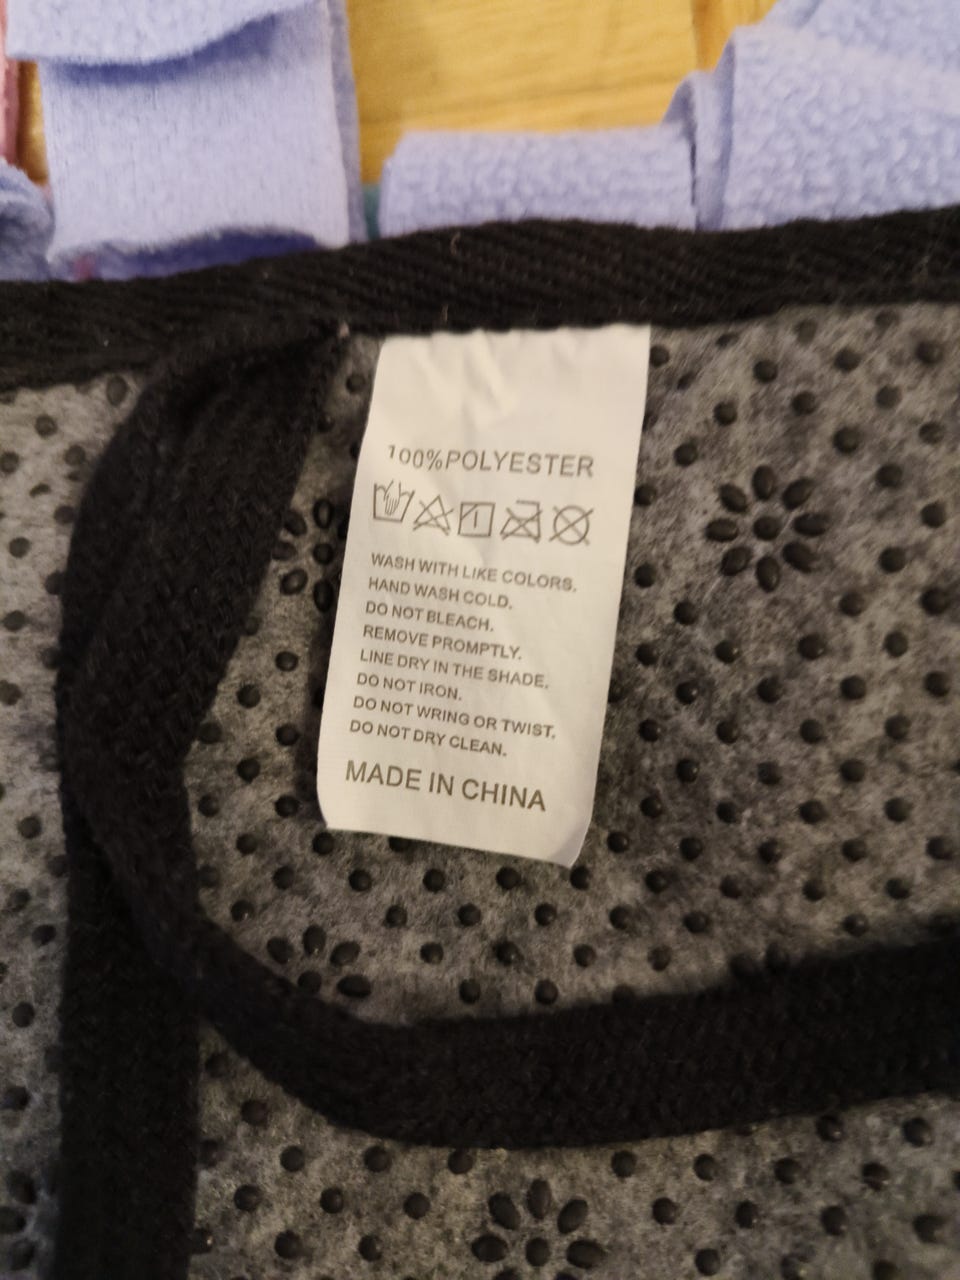 100%POLYESTER
WASH WITH LIKE COLORS.
HAND WASH COLD.
DO NOT BLEACH.
REMOVE PROMPTLY.
LINE DRY IN THE SHADE.
DO NOT IRON.
DO NOT WRING OR TWIST.
DO NOT DRY CLEAN.
MADE IN CHINA